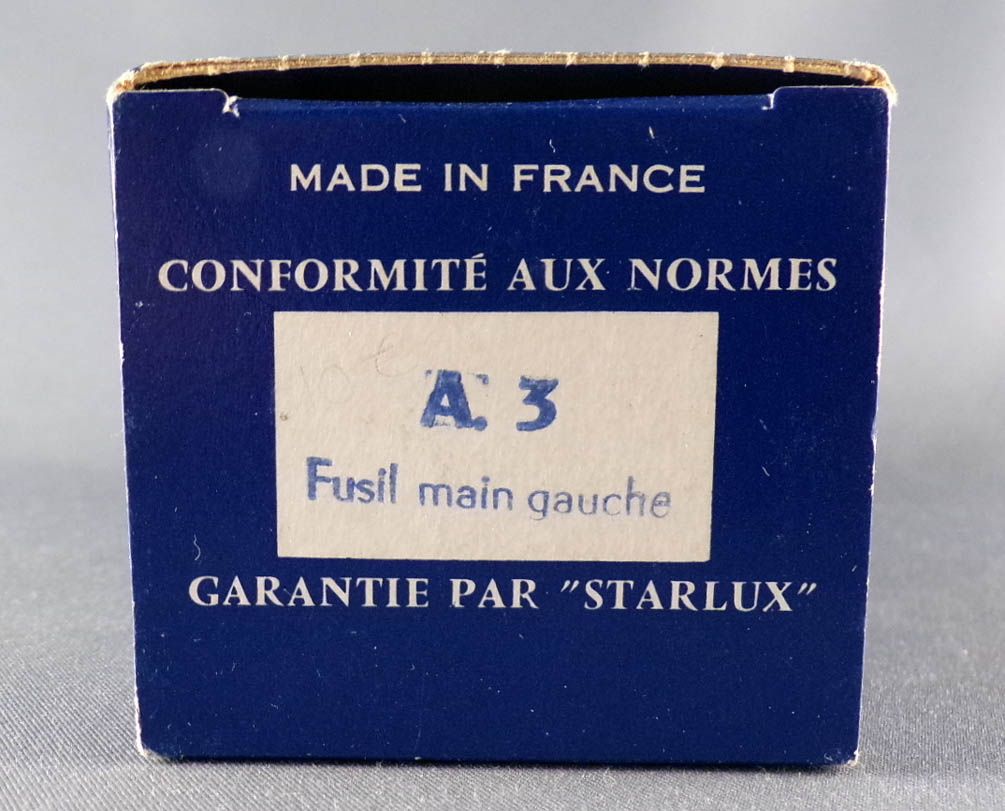 MADE IN FRANCE
CONFORMITÉ AUX NORMES
A. 3
Fusil main gauche
GARANTIE PAR "STARLUX"